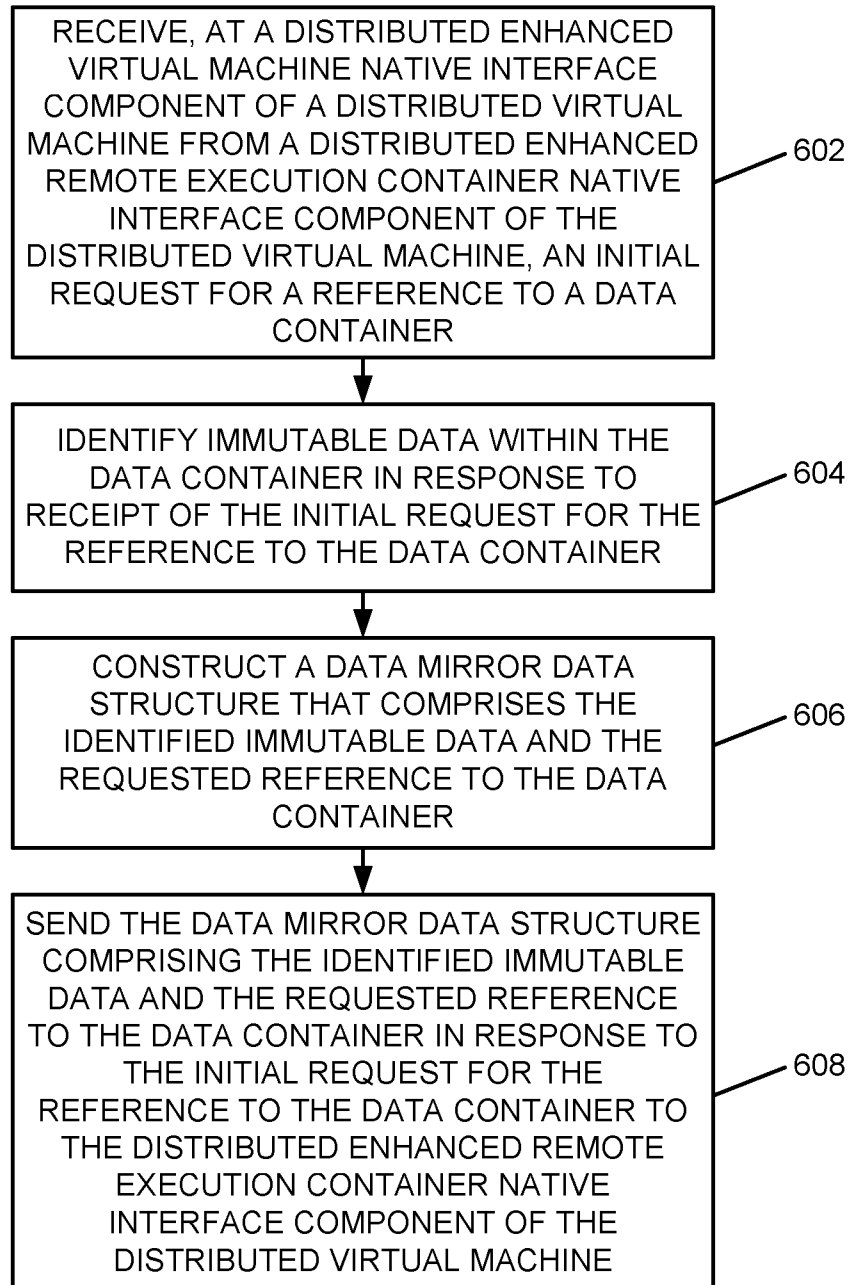 RECEIVE, AT A DISTRIBUTED ENHANCED
VIRTUAL MACHINE NATIVE INTERFACE
COMPONENT OF A DISTRIBUTED VIRTUAL
MACHINE FROM A DISTRIBUTED ENHANCED
REMOTE EXECUTION CONTAINER NATIVE
INTERFACE COMPONENT OF THE
DISTRIBUTED VIRTUAL MACHINE, AN INITIAL
REQUEST FOR A REFERENCE TO A DATA
CONTAINER
602
IDENTIFY IMMUTABLE DATA WITHIN THE
DATA CONTAINER IN RESPONSE TO
RECEIPT OF THE INITIAL REQUEST FOR THE
REFERENCE TO THE DATA CONTAINER
604
CONSTRUCT A DATA MIRROR DATA
STRUCTURE THAT COMPRISES THE
IDENTIFIED IMMUTABLE DATA AND THE
REQUESTED REFERENCE TO THE DATA
CONTAINER
606
SEND THE DATA MIRROR DATA STRUCTURE
COMPRISING THE IDENTIFIED IMMUTABLE
DATA AND THE REQUESTED REFERENCE
TO THE DATA CONTAINER IN RESPONSE TO
THE INITIAL REQUEST FOR THE
REFERENCE TO THE DATA CONTAINER TO
THE DISTRIBUTED ENHANCED REMOTE
EXECUTION CONTAINER NATIVE
INTERFACE COMPONENT OF THE
DISTRIBUTED VIRTUAL MACHINE
608